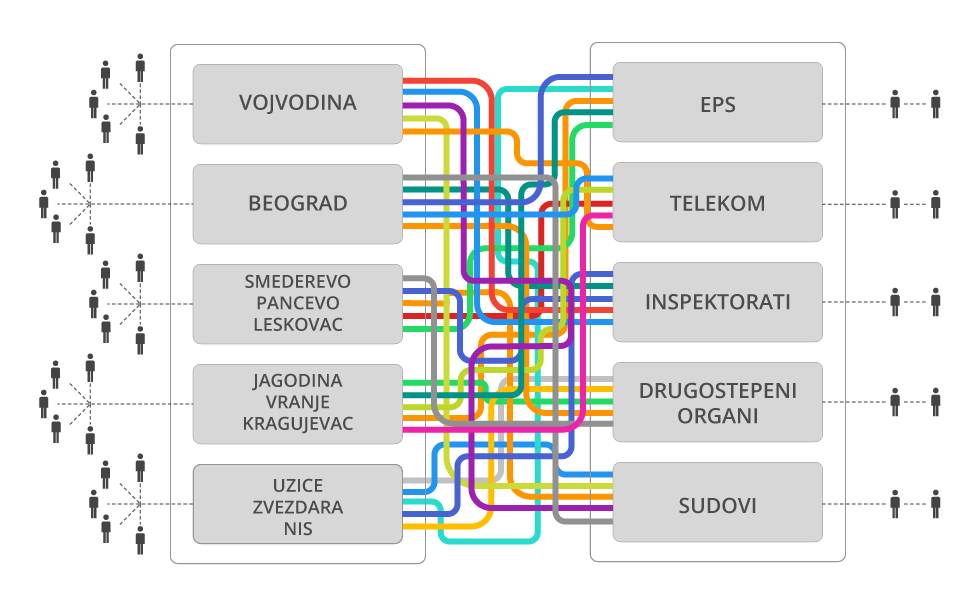 VOJVODINA
BEOGRAD
SMEDEREVO
PANCEVO
LESKOVAC
JAGODINA
VRANJE
KRAGUJEVAC
UZICE
ZVEZDARA
NIS
EPS
TELEKOM
INSPEKTORATI
DRUGOSTEPENI
ORGANI
SUDOVI